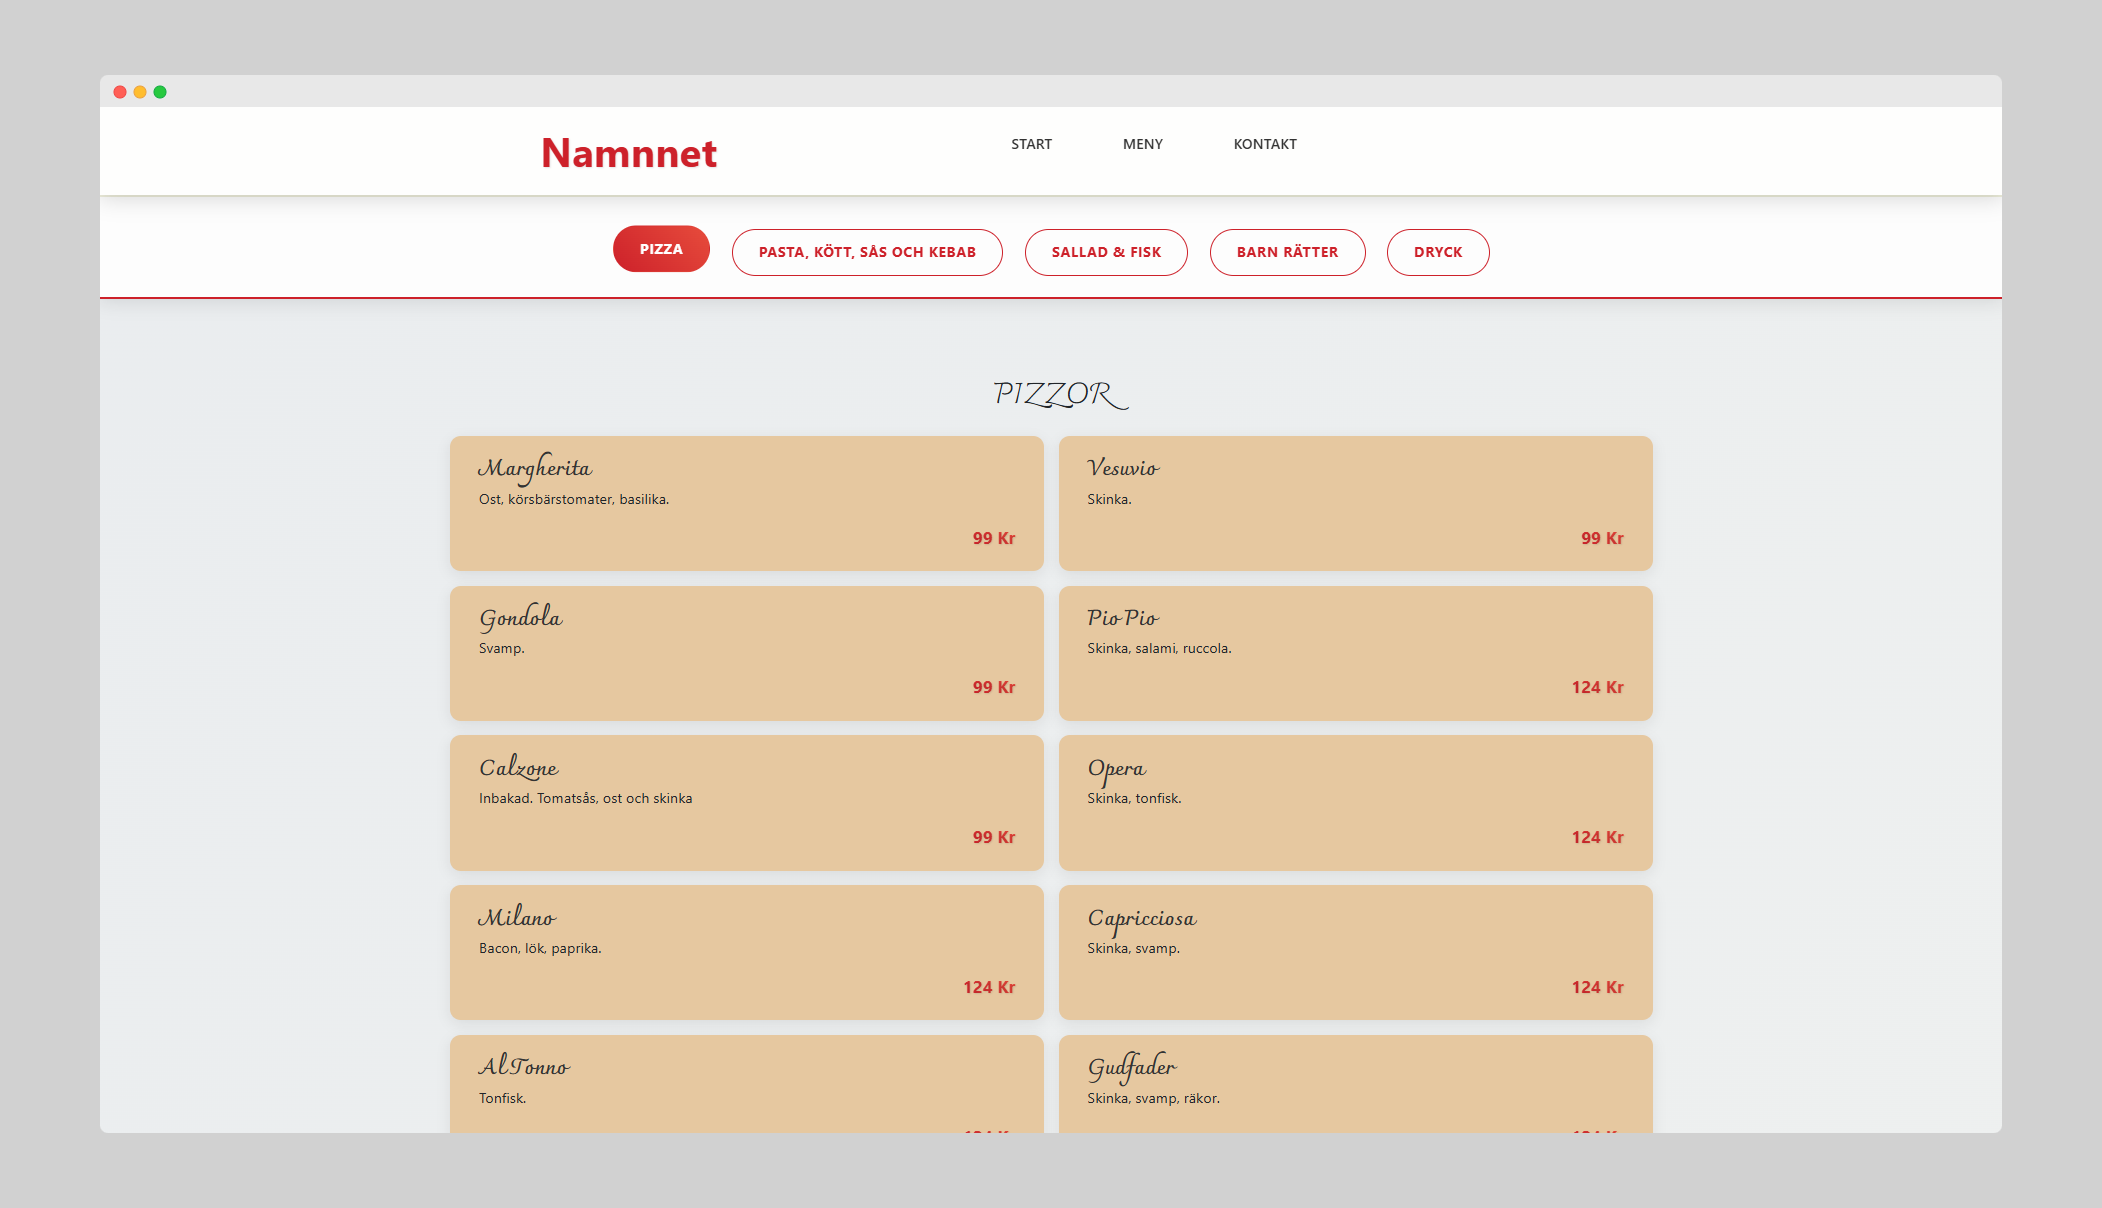 Namnnet
START MENY KONTAKT
PIZZA PASTA, KÖTT, SÅS OCH KEBAB SALLAD & FISK BARN RÄTTER DRYCK
PIZZOR
Margherita
Ost, körsbärstomater, basilika.
99 Kr
Vesuvio
Skinka.
99 Kr
Gondola
Svamp.
99 Kr
Pio Pio
Skinka, salami, ruccola.
124 Kr
Calzone
Inbakad. Tomatsås, ost och skinka
99 Kr
Opera
Skinka, tonfisk.
124 Kr
Milano
Bacon, lök, paprika.
124 Kr
Capricciosa
Skinka, svamp.
124 Kr
Al Tonno
Tonfisk.
Gudfader
Skinka, svamp, räkor.